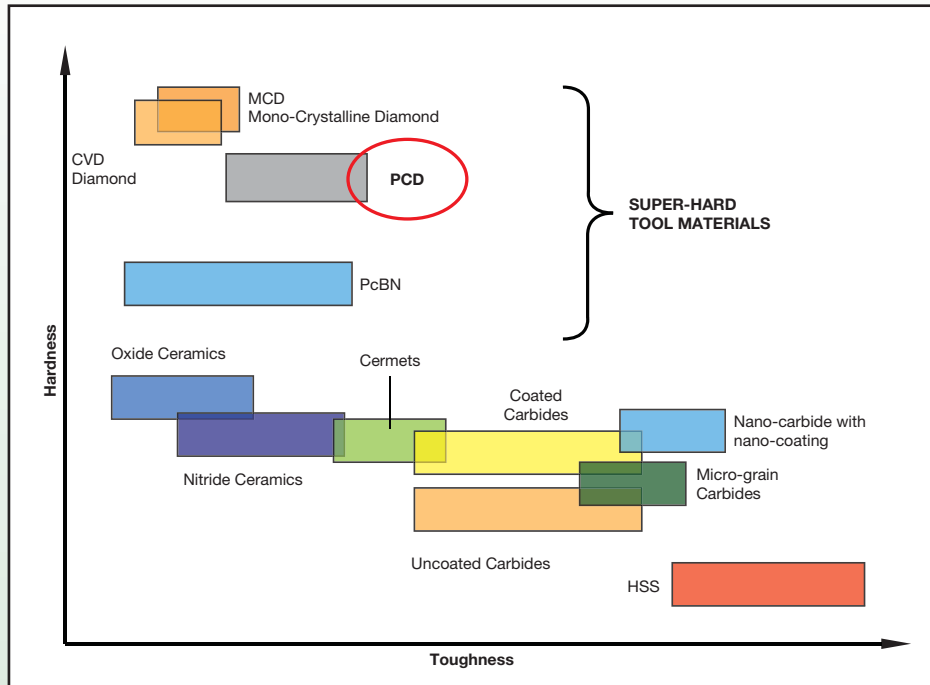 MCD
Mono-Crystalline Diamond
CVD
Diamond
PCD
SUPER-HARD
TOOL MATERIALS
PcBN
Hardness
Oxide Ceramics
Cermets
Coated
Carbides
Nano-carbide with
nano-coating
Nitride Ceramics
Micro-grain
Carbides
Uncoated Carbides
HSS
Toughness